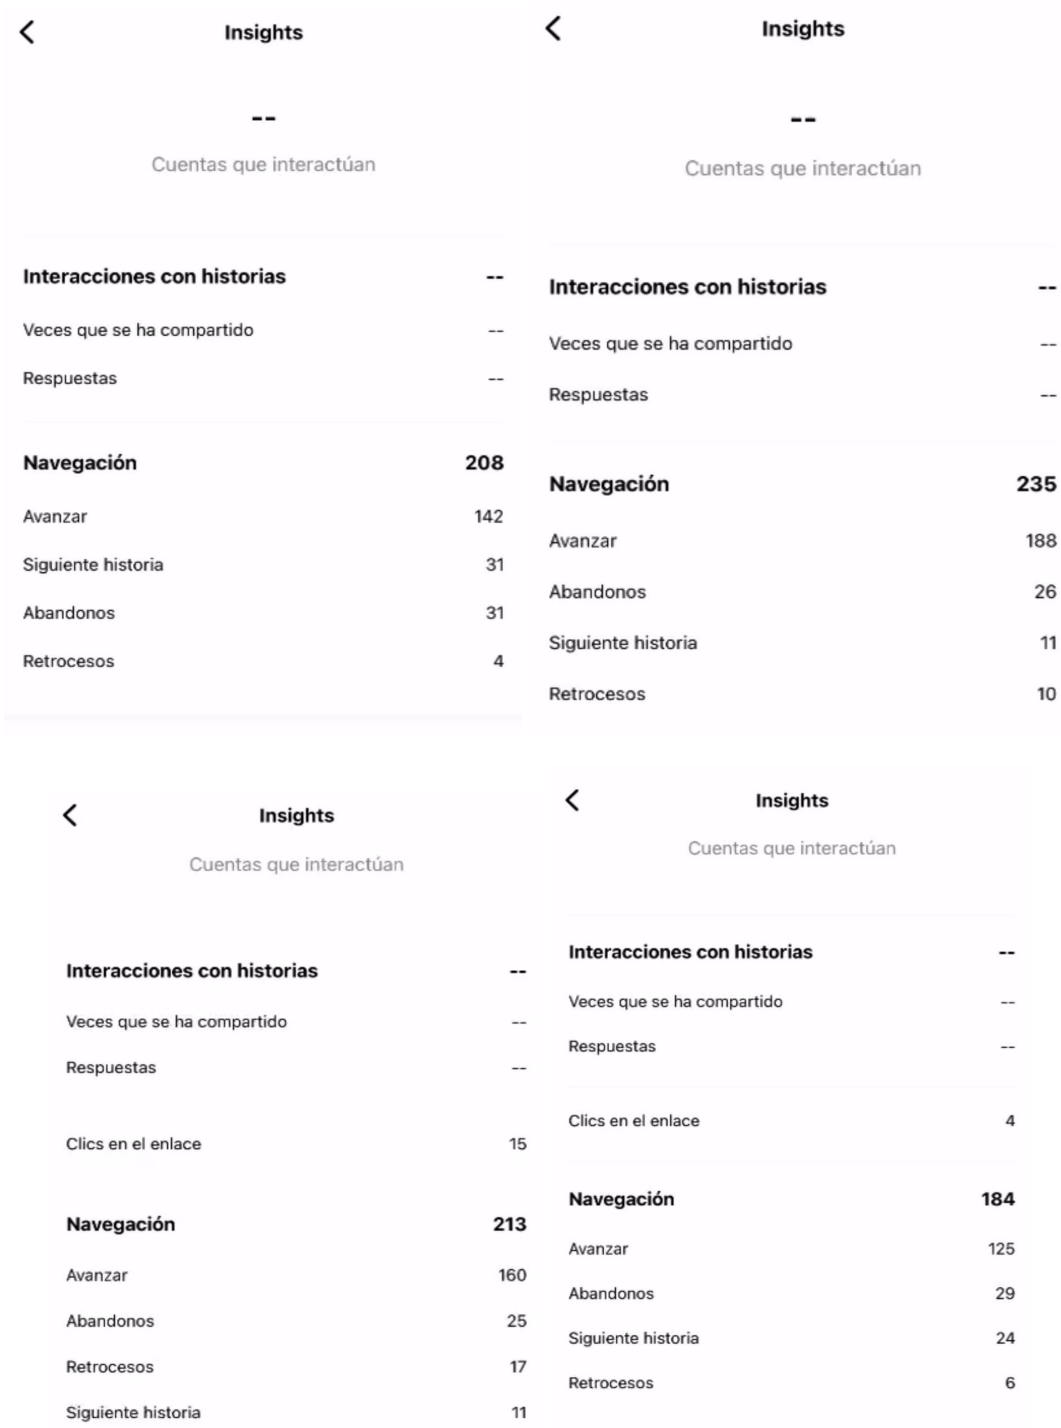 Insights
--
Cuentas que interactúan
Interacciones con historias --
Veces que se ha compartido --
Respuestas --
Navegación 208
Avanzar 142
Siguiente historia 31
Abandonos 31
Retrocesos 4
Insights
--
Cuentas que interactúan
Interacciones con historias --
Veces que se ha compartido --
Respuestas --
Navegación 235
Avanzar 188
Abandonos 26
Siguiente historia 11
Retrocesos 10
Insights
Cuentas que interactúan
Interacciones con historias --
Veces que se ha compartido --
Respuestas --
Clics en el enlace 15
Navegación 213
Avanzar 160
Abandonos 25
Retrocesos 17
Siguiente historia 11
Insights
Cuentas que interactúan
Interacciones con historias --
Veces que se ha compartido --
Respuestas --
Clics en el enlace 4
Navegación 184
Avanzar 125
Abandonos 29
Siguiente historia 24
Retrocesos 6